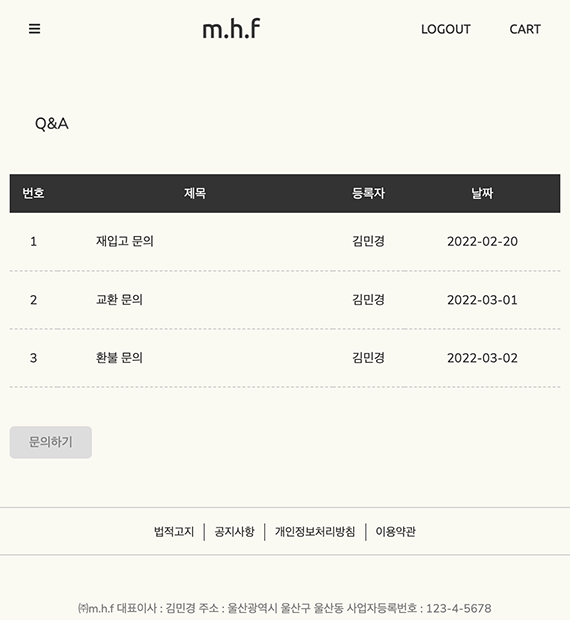 m.h.f LOGOUT CART
Q&A
번호 제목 등록자 날짜
1 재입고 문의 김민경 2022-02-20
2 교환 문의 김민경 2022-03-01
3 환불 문의 김민경 2022-03-02
문의하기
법적고지 공지사항 개인정보처리방침 이용약관
㈜m.h.f 대표이사 : 김민경 주소 : 울산광역시 울산구 울산동 사업자등록번호 : 123-4-5678